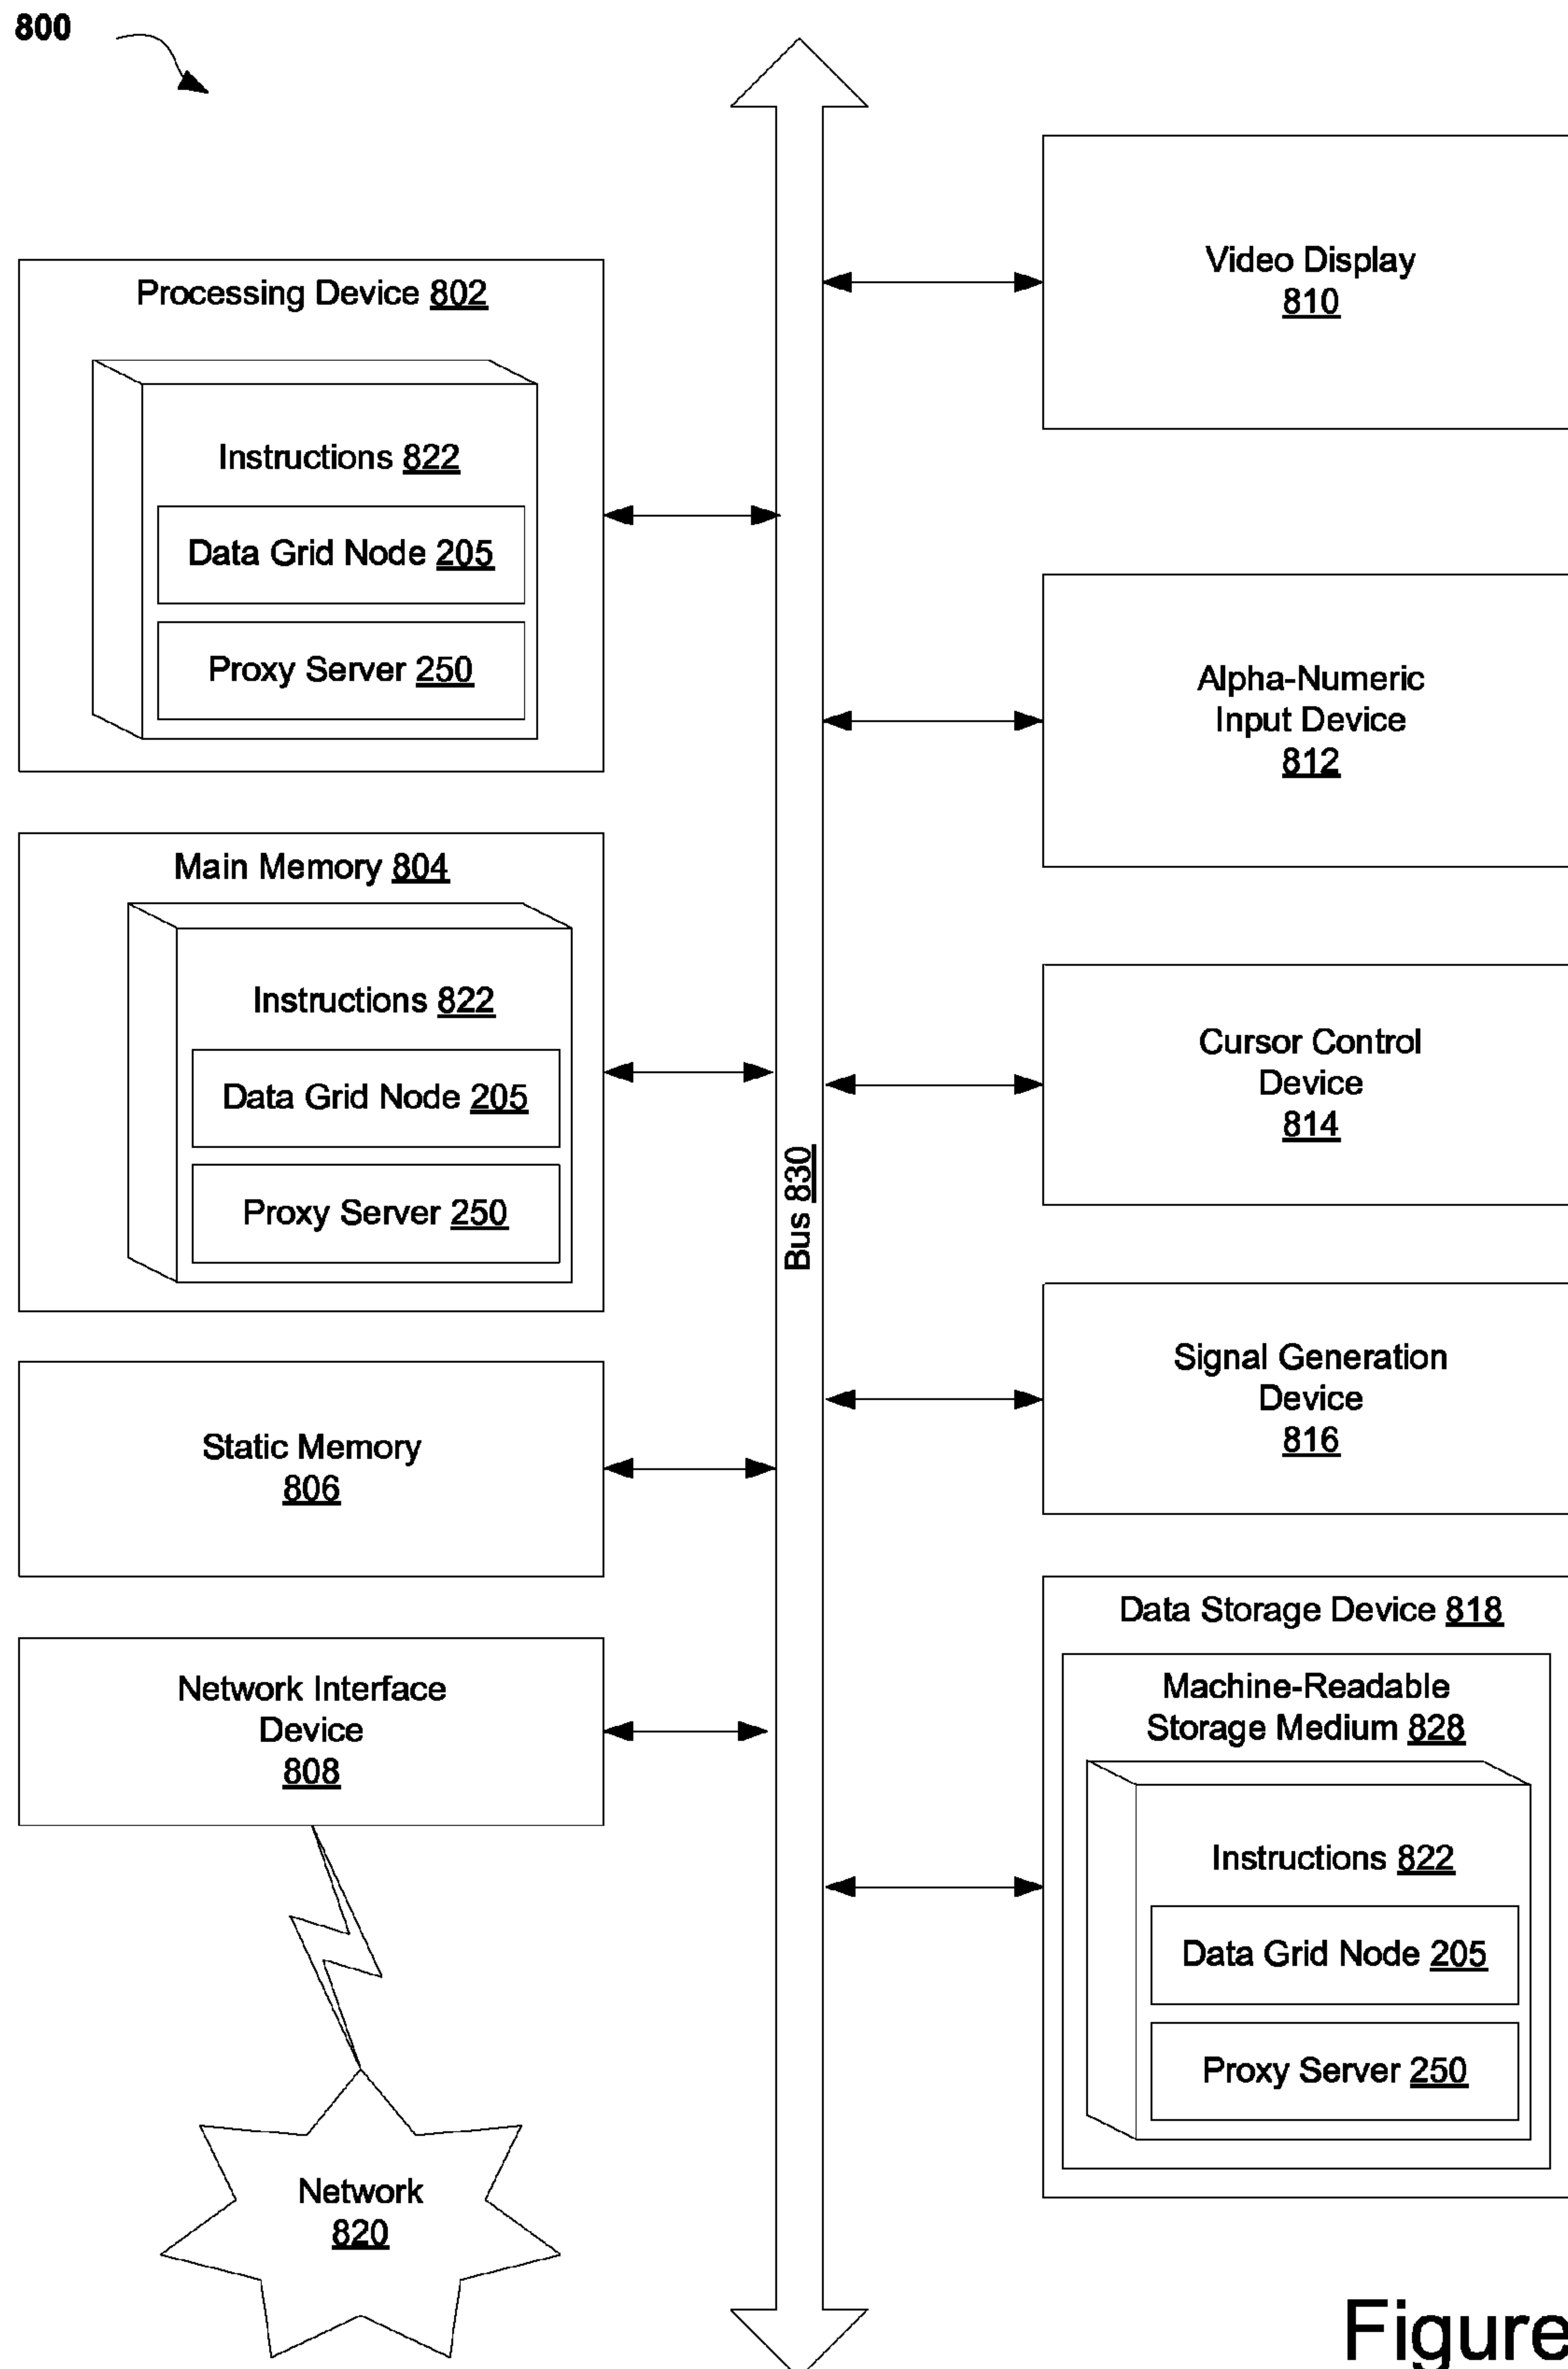 800
Processing Device 802
Instructions 822
Data Grid Node 205
Proxy Server 250
Main Memory 804
Instructions 822
Data Grid Node 205
Proxy Server 250
Static Memory
806
Network Interface
Device
808
Network
820
Bus 830
Video Display
810
Alpha-Numeric
Input Device
812
Cursor Control
Device
814
Signal Generation
Device
816
Data Storage Device 818
Machine-Readable
Storage Medium 828
Instructions 822
Data Grid Node 205
Proxy Server 250
Figure